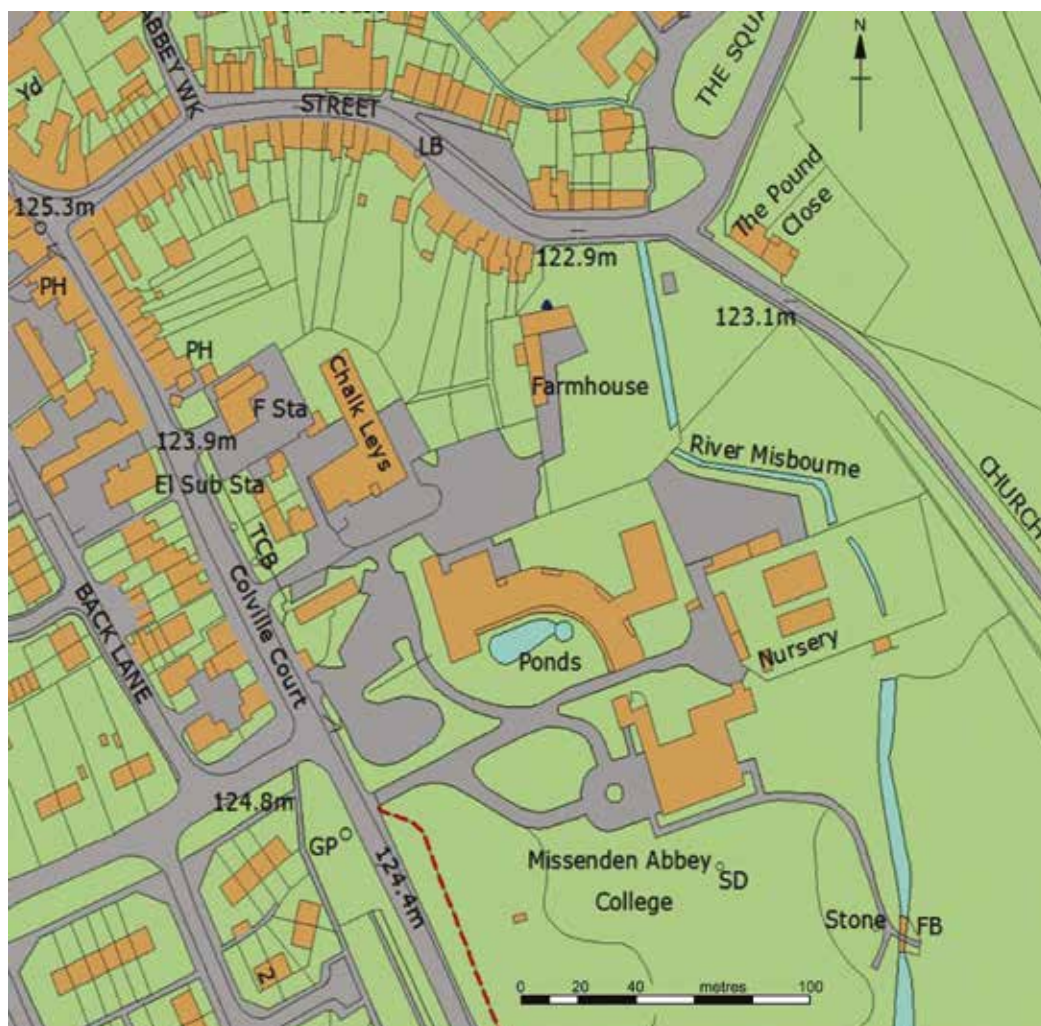 ABBEY WK
THE SQUA
N
Yd
STREET
LB
125.3m
The Pound
Close
122.9m
PH
123.1m
PH
Farmhouse
Chalk Leys
F Sta
123.9m
El Sub Sta
River Misbourne
CHURCH
TCB
Colville Court
BACK LANE
Ponds
Nursery
124.8m
GP
124.4m
Missenden Abbey
College
SD
Stone
FB
2
0 20 40 metres 100